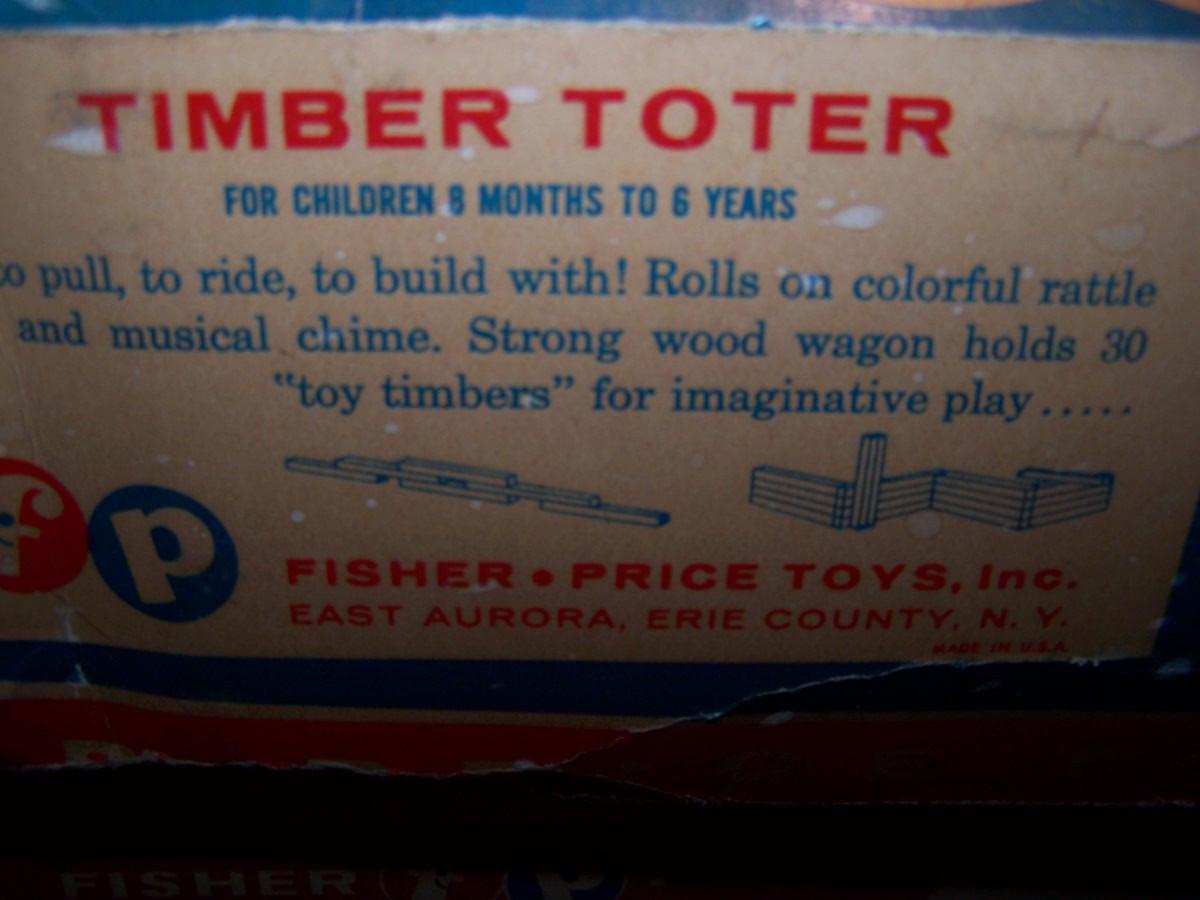 TIMBER TOTER
FOR CHILDREN 8 MONTHS TO 6 YEARS
to pull, to ride, to build with! Rolls on colorful rattle
and musical chime. Strong wood wagon holds 30
"toy timbers" for imaginative play.....
f p
FISHER • PRICE TOYS, Inc.
EAST AURORA, ERIE COUNTY, N. Y.
MADE IN U.S.A.
FISHER f p